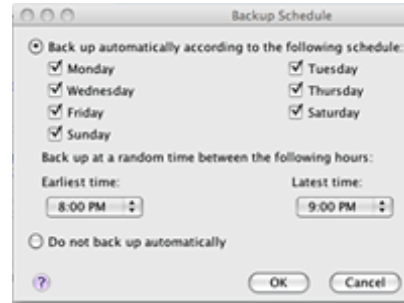 Backup Schedule
Back up automatically according to the following schedule:
Monday Tuesday
Wednesday Thursday
Friday Saturday
Sunday
Back up at a random time between the following hours:
Earliest time: Latest time:
8:00 PM 9:00 PM
Do not back up automatically
? OK Cancel